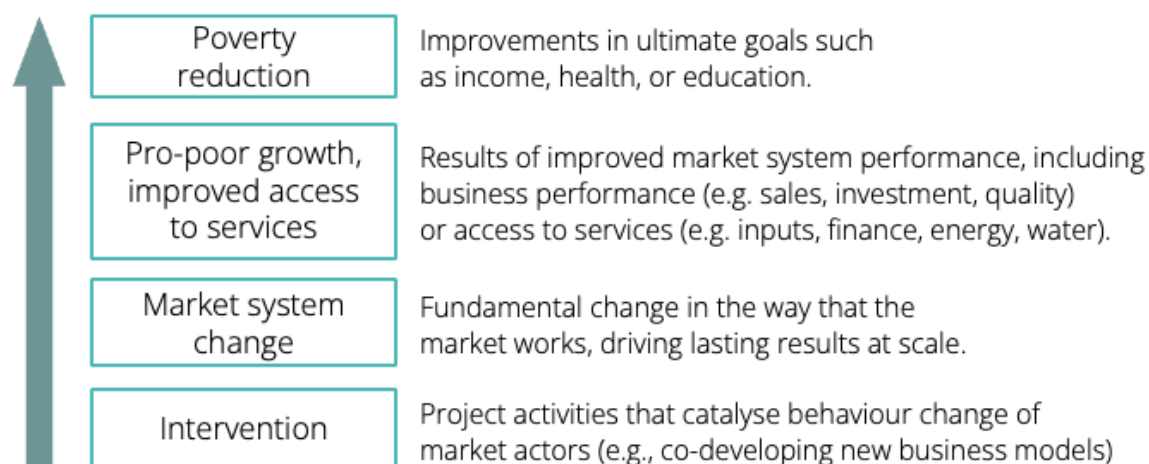 Poverty
reduction
Improvements in ultimate goals such
as income, health, or education.
Pro-poor growth,
improved access
to services
Results of improved market system performance, including
business performance (e.g. sales, investment, quality)
or access to services (e.g. inputs, finance, energy, water).
Market system
change
Fundamental change in the way that the
market works, driving lasting results at scale.
Intervention
Project activities that catalyse behaviour change of
market actors (e.g., co-developing new business models)